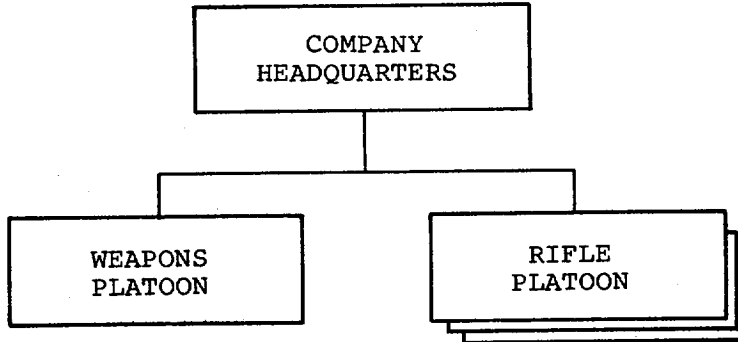 COMPANY
HEADQUARTERS
WEAPONS
PLATOON
RIFLE
PLATOON